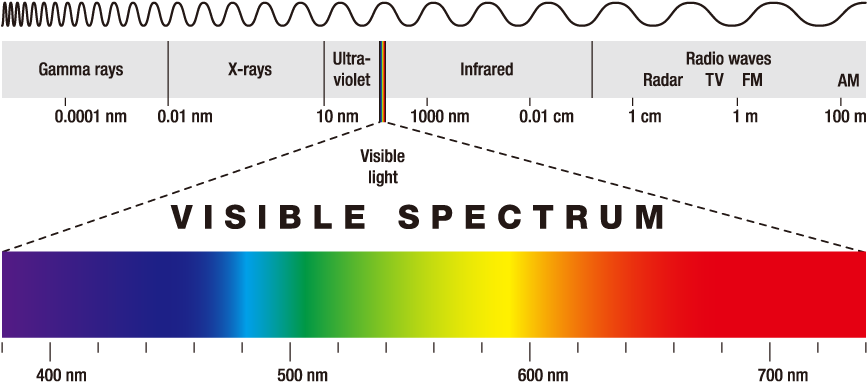 Gamma rays
X-rays
Ultra-
violet
Infrared
Radio waves
Radar TV FM AM
0.0001 nm 0.01 nm 10 nm 1000 nm 0.01 cm 1 cm 1 m 100 m
Visible
light
VISIBLE SPECTRUM
400 nm 500 nm 600 nm 700 nm